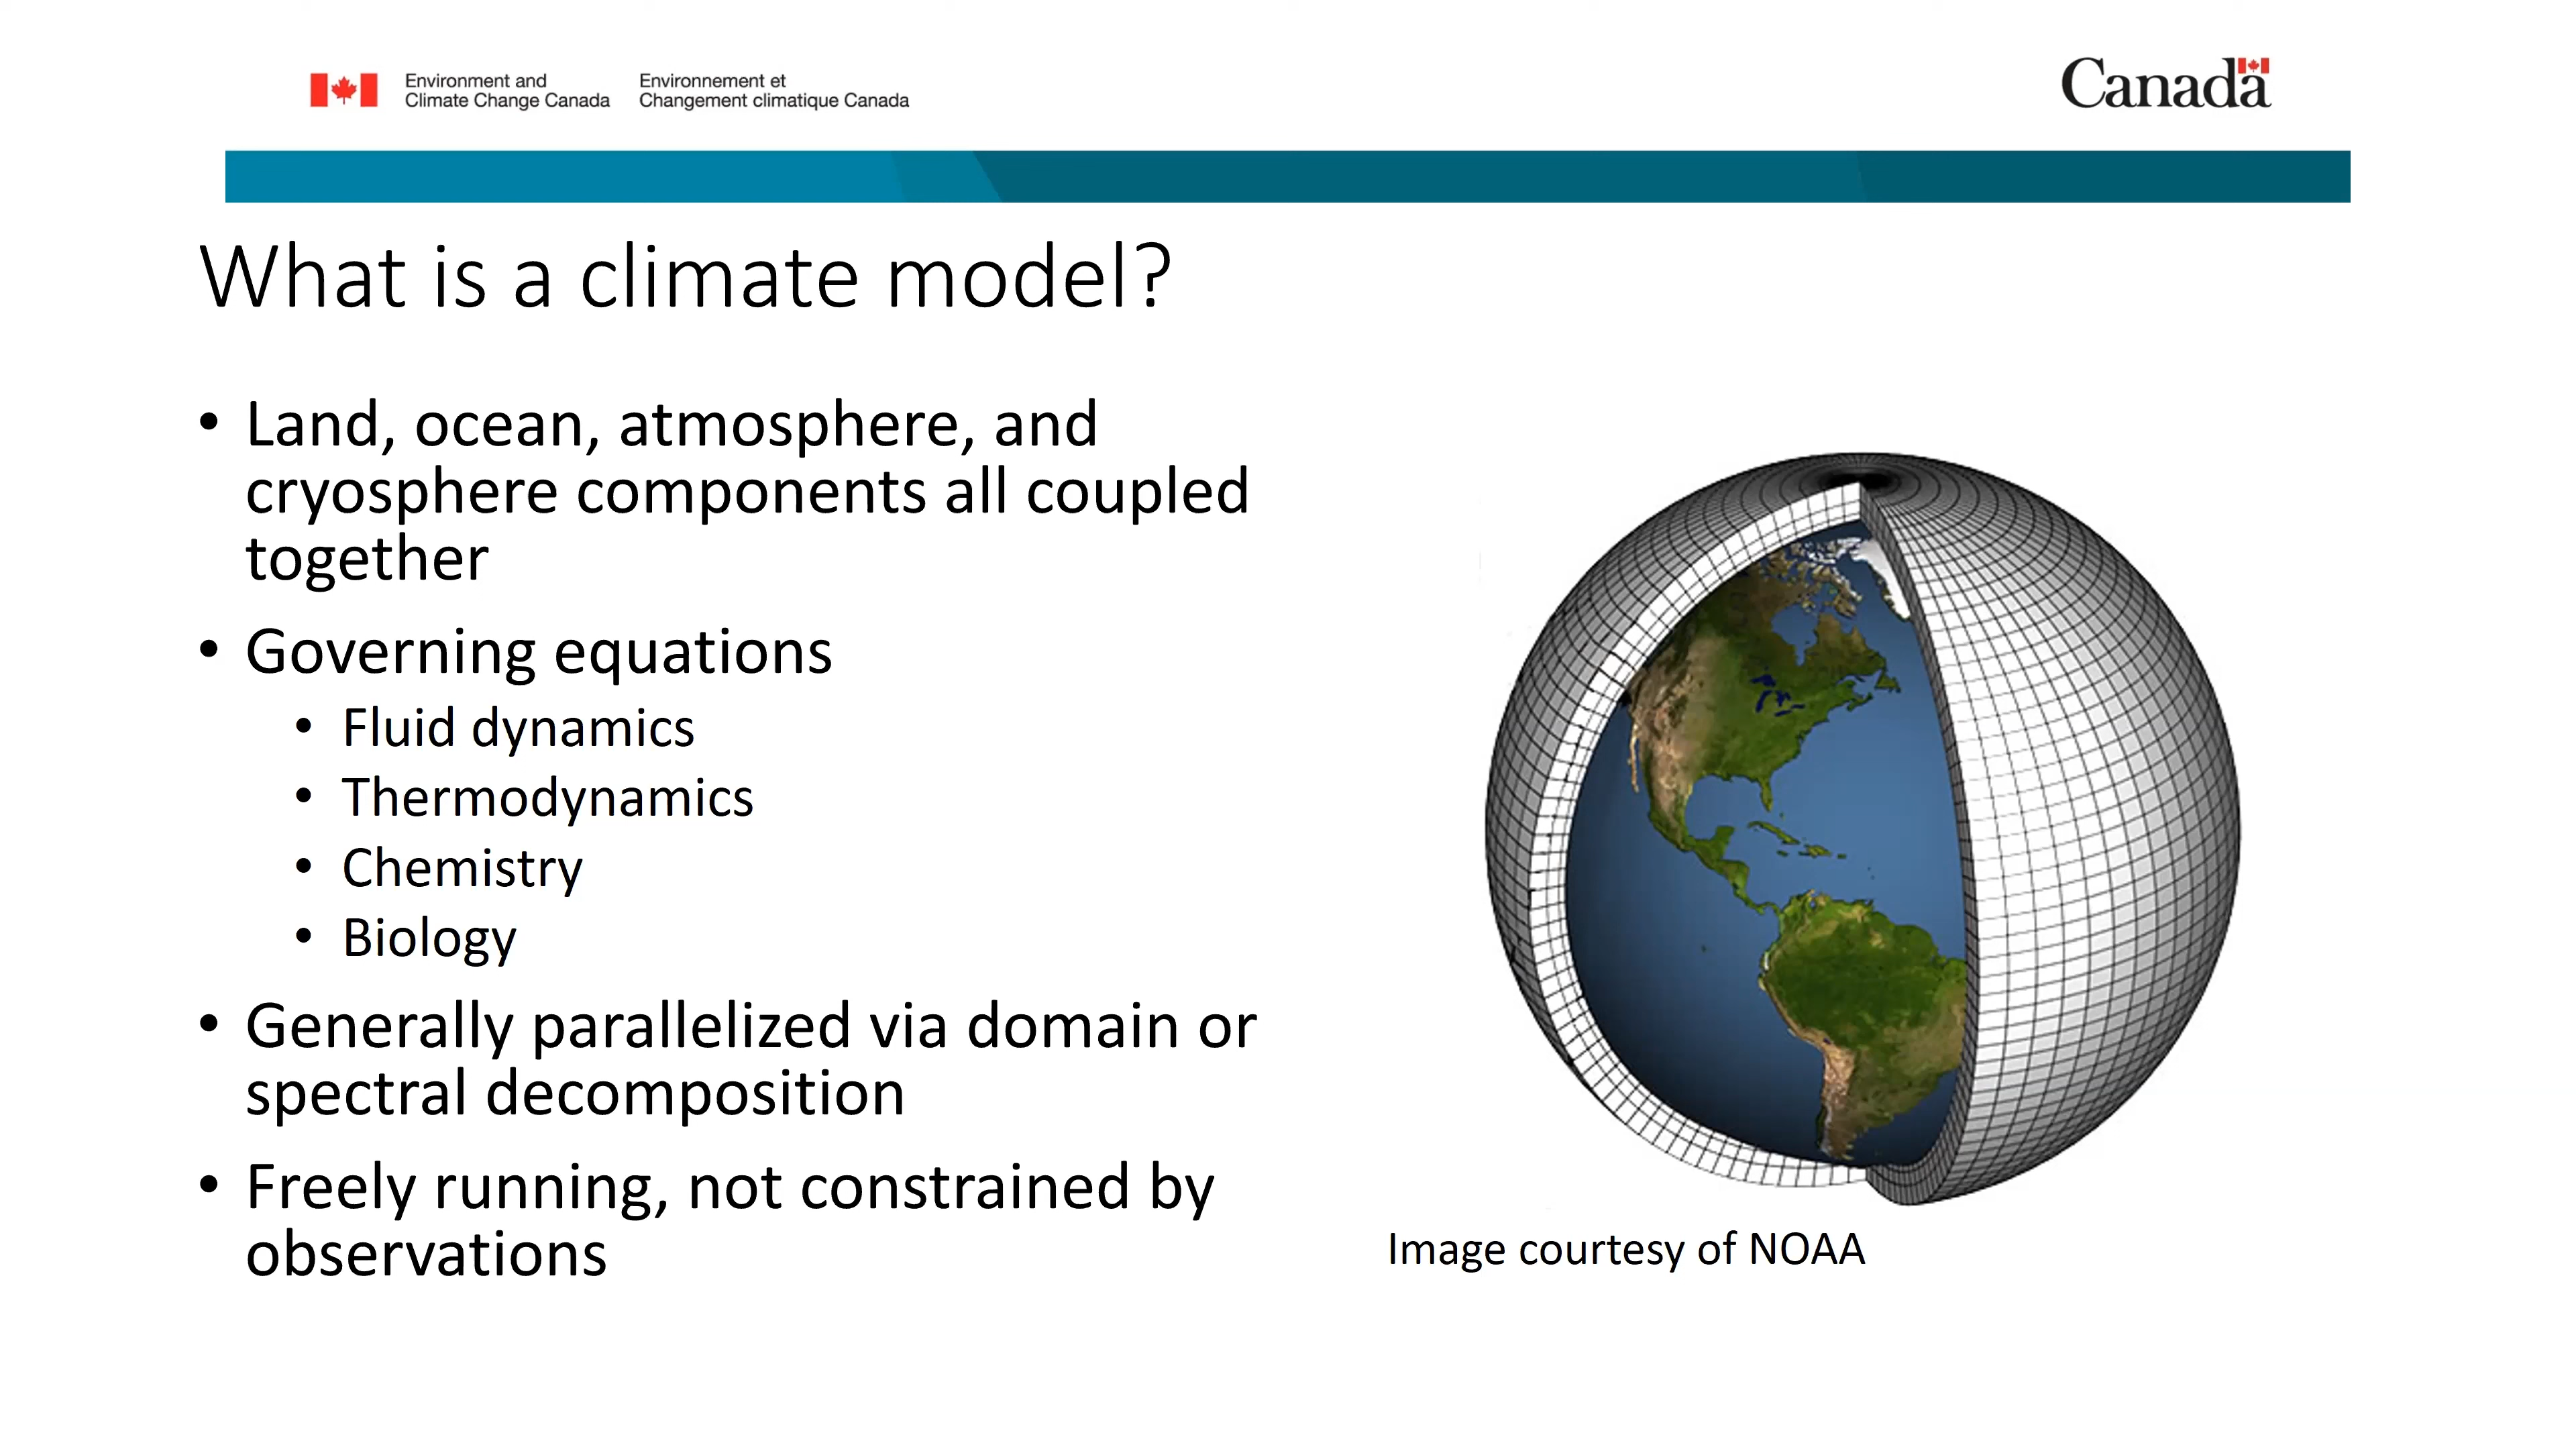 Environment and
Climate Change Canada
Environnement et
Changement climatique Canada
Canada
What is a climate model?
• Land, ocean, atmosphere, and
cryosphere components all coupled
together
• Governing equations
• Fluid dynamics
• Thermodynamics
• Chemistry
• Biology
• Generally parallelized via domain or
spectral decomposition
• Freely running, not constrained by
observations
Image courtesy of NOAA